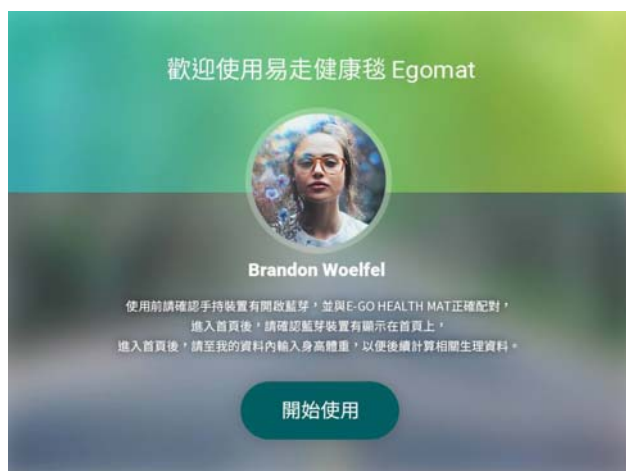 歡迎使用易走健康毯 Egomat
Brandon Woelfel
使用前請確認手持裝置有開啟藍芽，並與E-GO HEALTH MAT正確配對，
進入首頁後，請確認藍芽裝置有顯示在首頁上，
進入首頁後，請至我的資料內輸入身高體重，以便後續計算相關生理資料。
開始使用